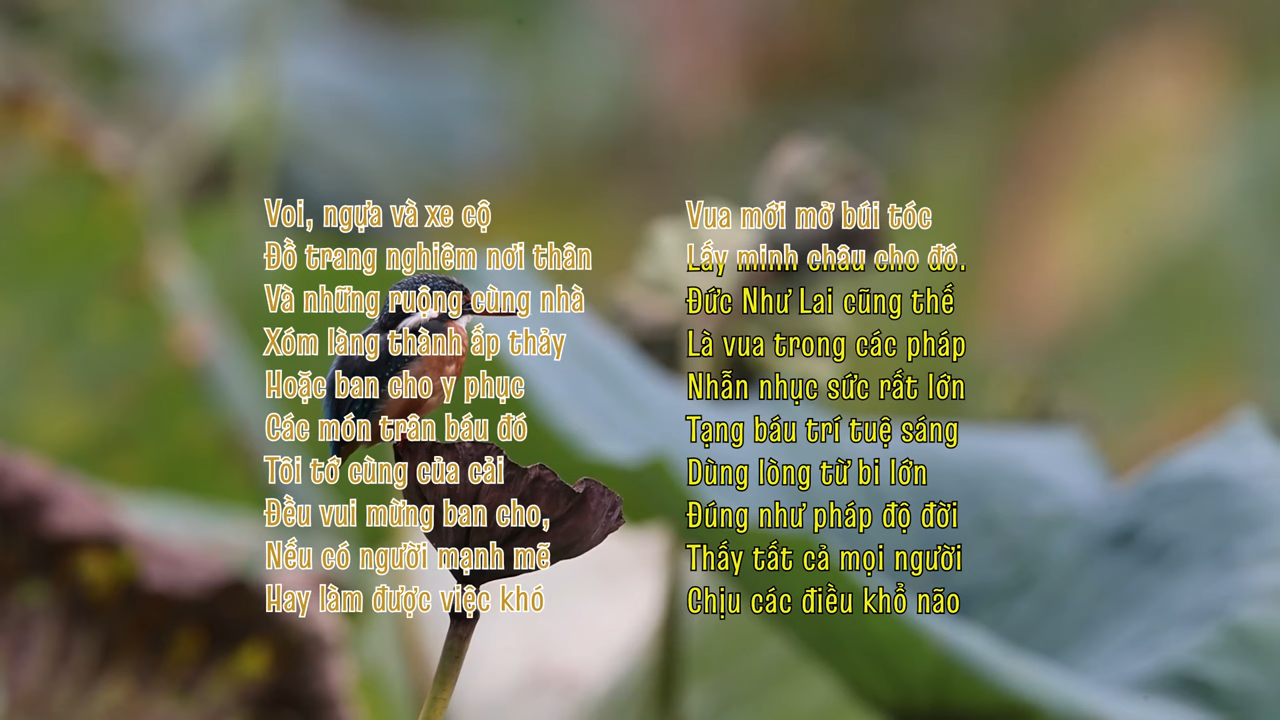 Voi, ngựa và xe cộ
Đồ trang nghiêm nơi thân
Và những ruộng cùng nhà
Xóm làng thành ấp thảy
Hoặc ban cho y phục
Các món trân báu đó
Tôi tớ cùng của cải
Đều vui mừng ban cho,
Nếu có người mạnh mẽ
Hay làm được việc khó
Vua mới mở búi tóc
Lấy minh châu cho đó.
Đức Như Lai cũng thế
Là vua trong các pháp
Nhẫn nhục sức rất lớn
Tạng báu trí tuệ sáng
Dùng lòng từ bi lớn
Đúng như pháp độ đời
Thấy tất cả mọi người
Chịu các điều khổ não